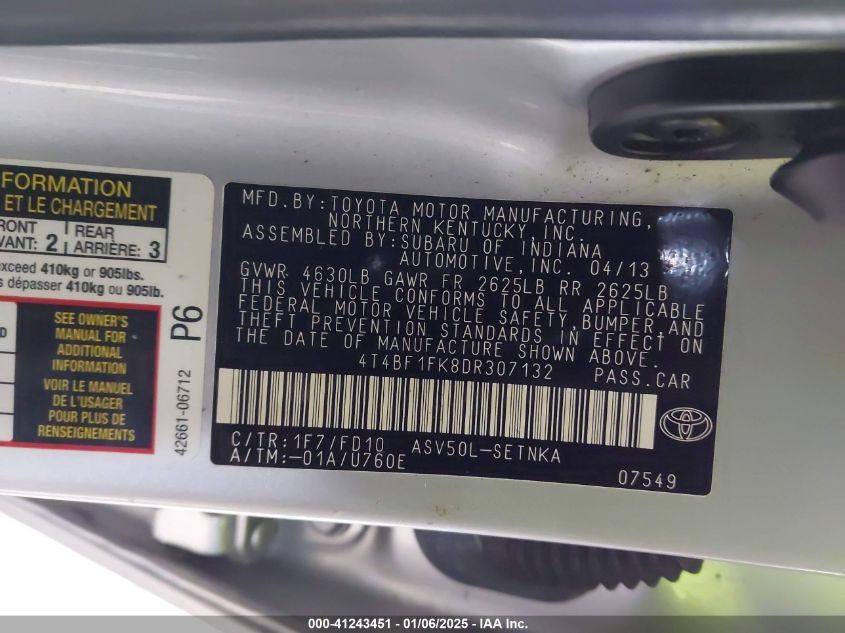 FORMATION
ET LE CHARGEMENT
FRONT
VANT: 2
REAR
ARRIÈRE: 3
exceed 410kg or 905lbs.
s dépasser 410kg ou 905lb.
SEE OWNER'S
MANUAL FOR
ADDITIONAL
INFORMATION
VOIR LE MANUEL
DE L'USAGER
POUR PLUS DE
RENSEIGNEMENTS
P6
42661-06712
MFD.BY:TOYOTA MOTOR MANUFACTURING,
NORTHERN KENTUCKY,INC.
ASSEMBLED BY:SUBARU OF INDIANA
AUTOMOTIVE,INC. 04/13
GVWR 4630LB GAWR FR 2625LB RR 2625LB
THIS VEHICLE CONFORMS TO ALL APPLICABLE
FEDERAL MOTOR VEHICLE SAFETY,BUMPER,AND
THEFT PREVENTION STANDARDS IN EFFECT ON
THE DATE OF MANUFACTURE SHOWN ABOVE.
4T4BF1FK8DR307132 PASS.CAR
C/TR:1F7/FD10 ASV50L-SETNKA
A/TM:-01A/U760E
07549
000-41243451 | 01/06/2025 - IAA Inc.